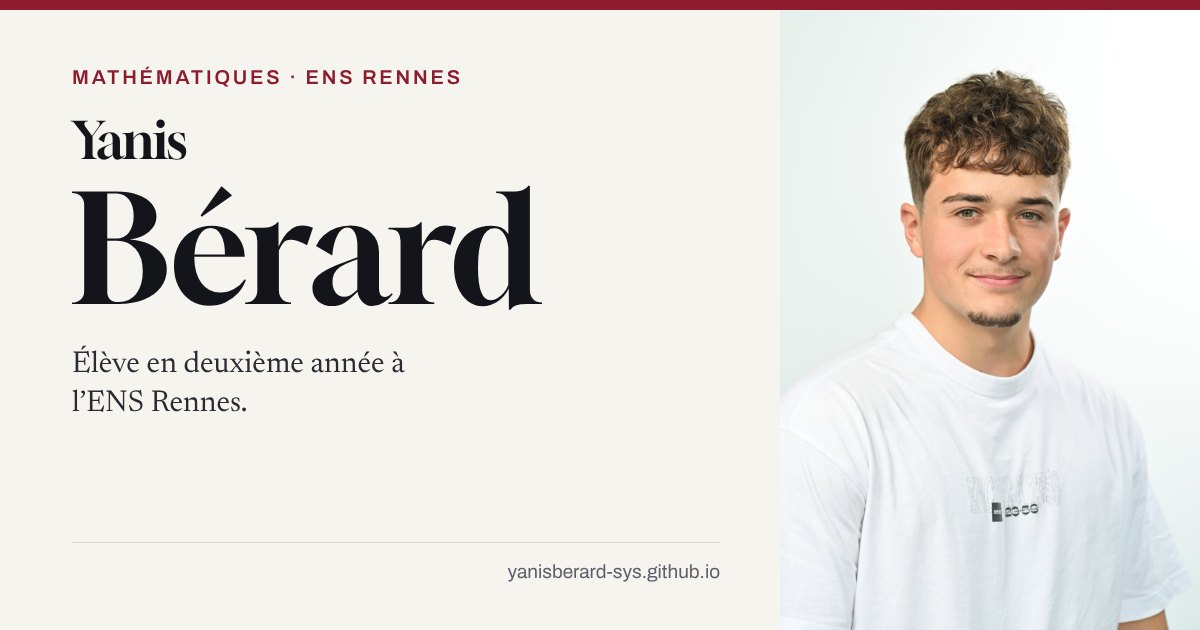 MATHÉMATIQUES · ENS RENNES
Yanis
Bérard
Élève en deuxième année à
l’ENS Rennes.
yanisberard-sys.github.io